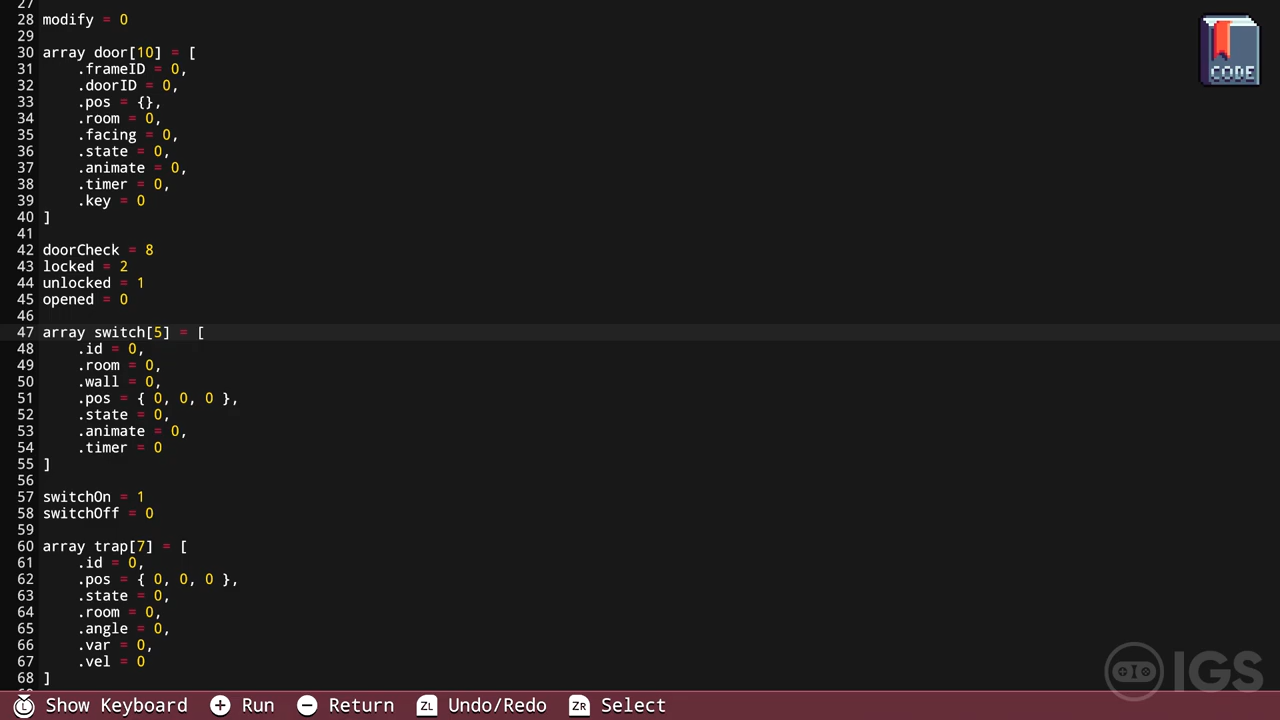 27
28 modify = 0
29
30 array door[10] = [
31 .frameID = 0,
32 .doorID = 0,
33 .pos = {},
34 .room = 0,
35 .facing = 0,
36 .state = 0,
37 .animate = 0,
38 .timer = 0,
39 .key = 0
40 ]
41
42 doorCheck = 8
43 locked = 2
44 unlocked = 1
45 opened = 0
46
47 array switch[5] = [
48 .id = 0,
49 .room = 0,
50 .wall = 0,
51 .pos = { 0, 0, 0 },
52 .state = 0,
53 .animate = 0,
54 .timer = 0
55 ]
56
57 switchOn = 1
58 switchOff = 0
59
60 array trap[7] = [
61 .id = 0,
62 .pos = { 0, 0, 0 },
63 .state = 0,
64 .room = 0,
65 .angle = 0,
66 .var = 0,
67 .vel = 0
68 ]
CODE
IGS
L Show Keyboard + Run - Return ZL Undo/Redo ZR Select